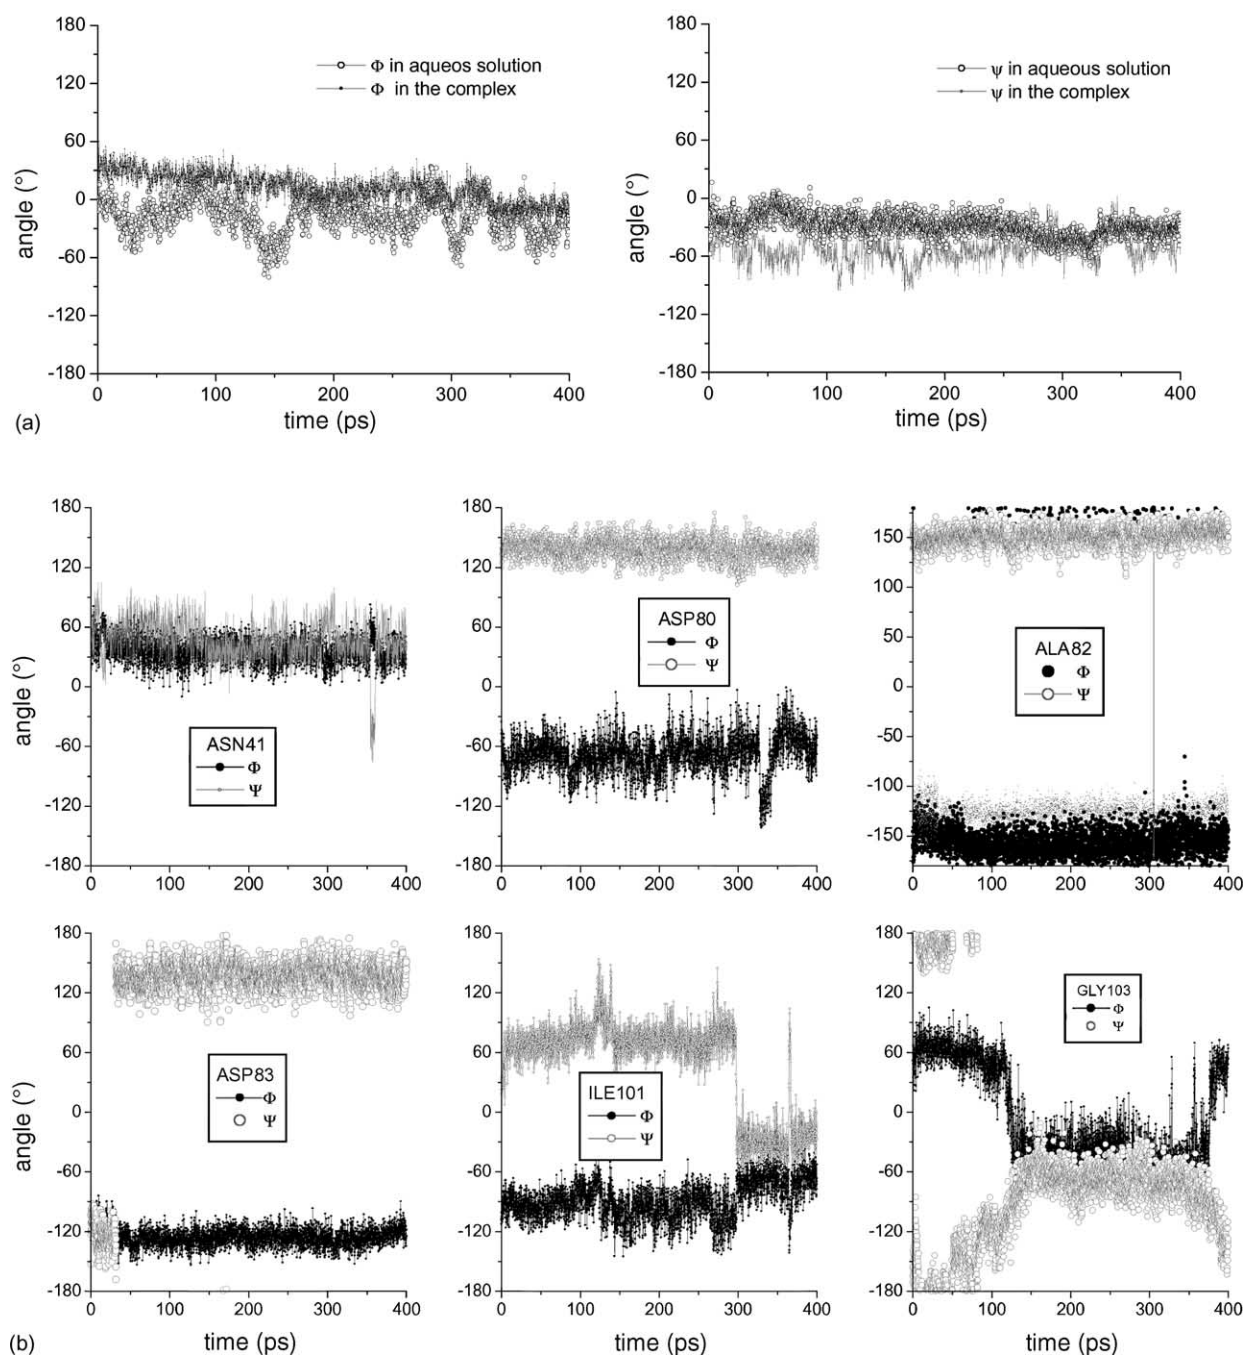 180
120
60
0
-60
-120
-180
angle (°)
Φ in aqueos solution
Φ in the complex
0 100 200 300 400
time (ps)
180
120
60
0
-60
-120
-180
angle (°)
ψ in aqueous solution
ψ in the complex
0 100 200 300 400
time (ps)
(a)
180
120
60
0
-60
-120
-180
angle (°)
ASN41
Φ
Ψ
0 100 200 300 400
180
120
60
0
-60
-120
-180
ASP80
Φ
Ψ
0 100 200 300 400
150
100
50
0
-50
-100
-150
ALA82
Φ
Ψ
0 100 200 300 400
180
120
60
0
-60
-120
-180
angle (°)
ASP83
Φ
Ψ
0 100 200 300 400
time (ps)
180
120
60
0
-60
-120
-180
ILE101
Φ
Ψ
0 100 200 300 400
time (ps)
180
120
60
0
-60
-120
-180
GLY103
Φ
Ψ
0 100 200 300 400
time (ps)
(b)